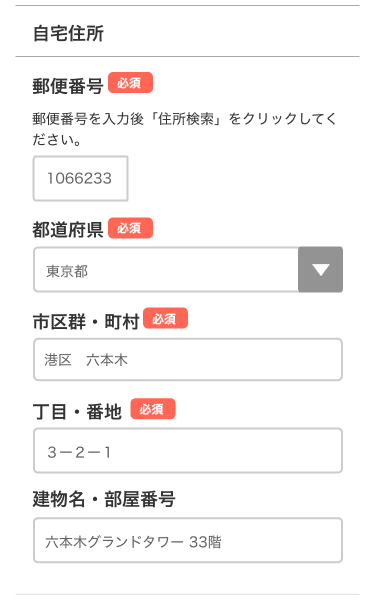 自宅住所
郵便番号 必須
郵便番号を入力後「住所検索」をクリックしてく
ださい。
1066233
都道府県 必須
東京都
市区群・町村 必須
港区　六本木
丁目・番地 必須
３ー２ー１
建物名・部屋番号
六本木グランドタワー 33階